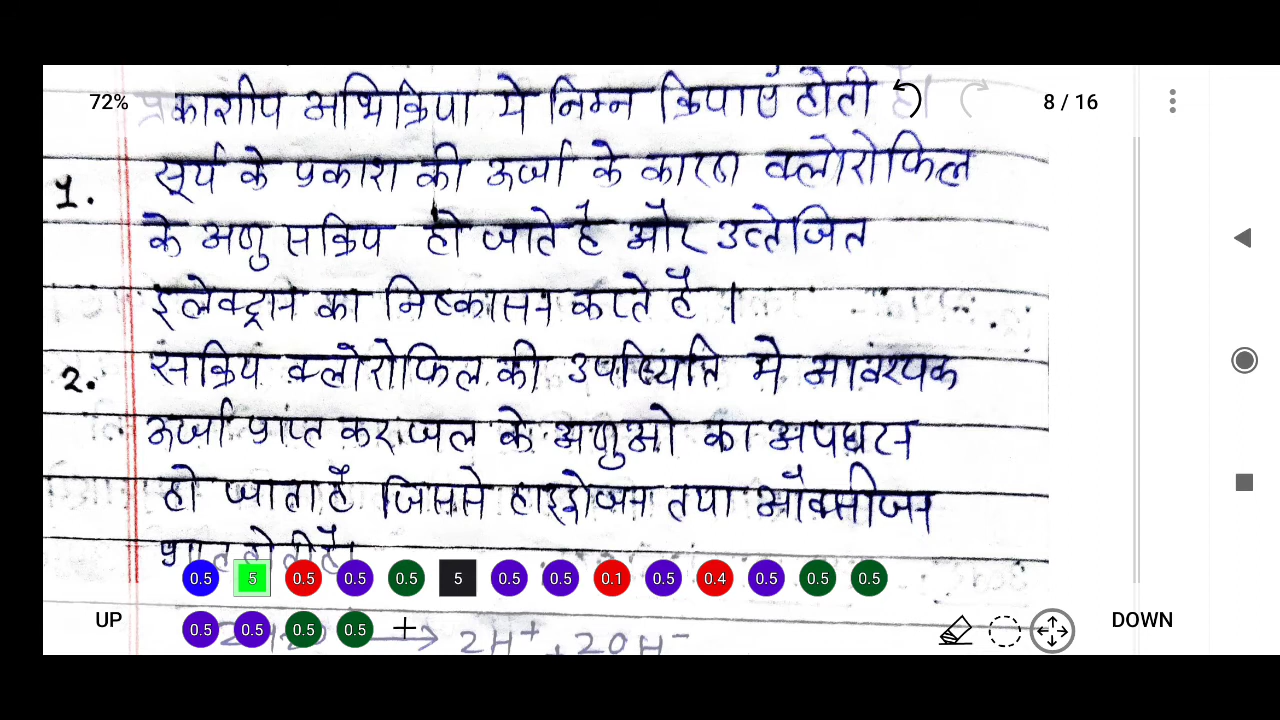 72%
प्रकाशीय अभिक्रिया मे निम्न क्रियाएँ होती है।
8 / 16
1. सूर्य के प्रकाश की ऊर्जा के कारण क्लोरोफिल
के अणु सक्रिय हो जाते है और उत्तेजित
इलेक्ट्रान का निष्कासन करते है ।
2. सक्रिय क्लोरोफिल की उपस्थिति मे आवश्यक
ऊर्जा प्राप्त कर जल के अणुओ का अपघटन
हो जाता है जिससे हाइड्रोजन तथा ऑक्सीजन
प्राप्त होती है।
0.5 5 0.5 0.5 0.5 5 0.5 0.5 0.1 0.5 0.4 0.5 0.5 0.5
UP 0.5 0.5 0.5 0.5 + DOWN
→ 2H+ + 2OH−